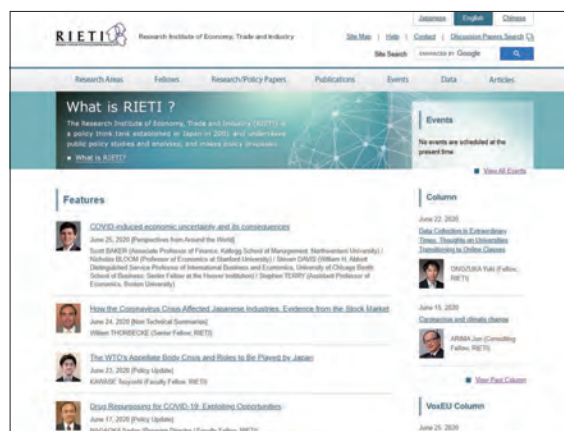 Japanese English Chinese
RIETI Research Institute of Economy, Trade and Industry
Site Map | Help | Contact | Discussion Papers Search
Site Search ENHANCED BY Google
Research Areas Fellows Research/Policy Papers Publications Events Data Articles
What is RIETI ?
The Research Institute of Economy, Trade and Industry (RIETI) is
a policy think tank established in Japan in 2001 and undertakes
public policy studies and analyses, and makes policy proposals.
What is RIETI?
Events
No events are scheduled at the
present time.
View All Events
Features
COVID-induced economic uncertainty and its consequences
June 25, 2020 [Perspectives from Around the World]
Scott BAKER (Associate Professor of Finance, Kellogg School of Management, Northwestern University) /
Nicholas BLOOM (Professor of Economics at Stanford University) / Steven DAVIS (William H. Abbott
Distinguished Service Professor of International Business and Economics, University of Chicago Booth
School of Business; Senior Fellow at the Hoover Institution) / Stephen TERRY (Assistant Professor of
Economics, Boston University)
How the Coronavirus Crisis Affected Japanese Industries: Evidence from the Stock Market
June 24, 2020 [Non Technical Summaries]
Willem THORBECKE (Senior Fellow, RIETI)
The WTO's Appellate Body Crisis and Roles to Be Played by Japan
June 23, 2020 [Policy Update]
KAWASE Tsuyoshi (Faculty Fellow, RIETI)
Drug Repurposing for COVID-19: Exploiting Opportunities
June 17, 2020 [Policy Update]
NAGAOKA Sadao (Program Director / Faculty Fellow, RIETI)
Column
June 22, 2020
Data Collection in Extraordinary
Times: Thoughts on Universities
Transitioning to Online Classes
ONOZUKA Yuki (Fellow,
RIETI)
June 15, 2020
Coronavirus and climate change
ARIMA Jun (Consulting
Fellow, RIETI)
View Past Column
VoxEU Column
June 25, 2020